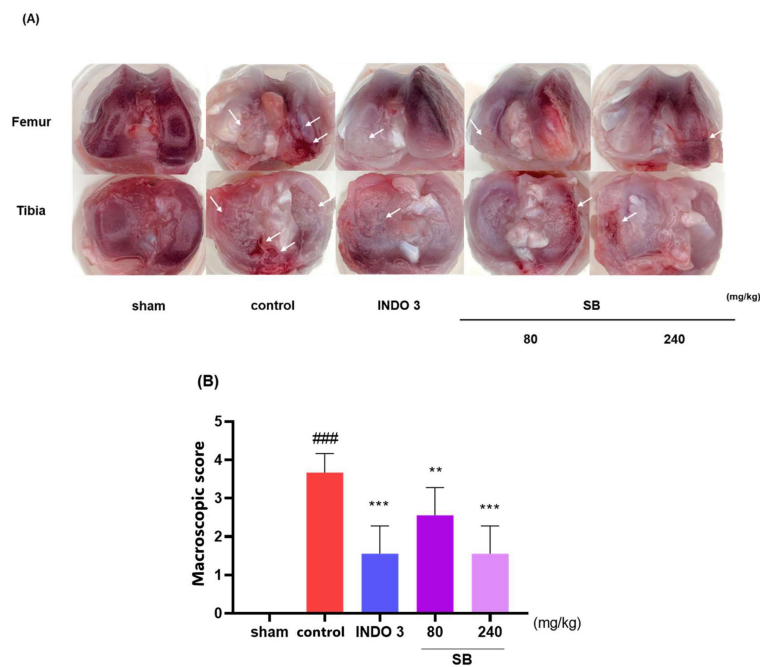 (A)
Femur
Tibia
sham control INDO 3 SB (mg/kg)
80 240
(B)
Macroscopic score
5
4
3
2
1
0
###
***
**
***
sham control INDO 3 80 240 (mg/kg)
SB